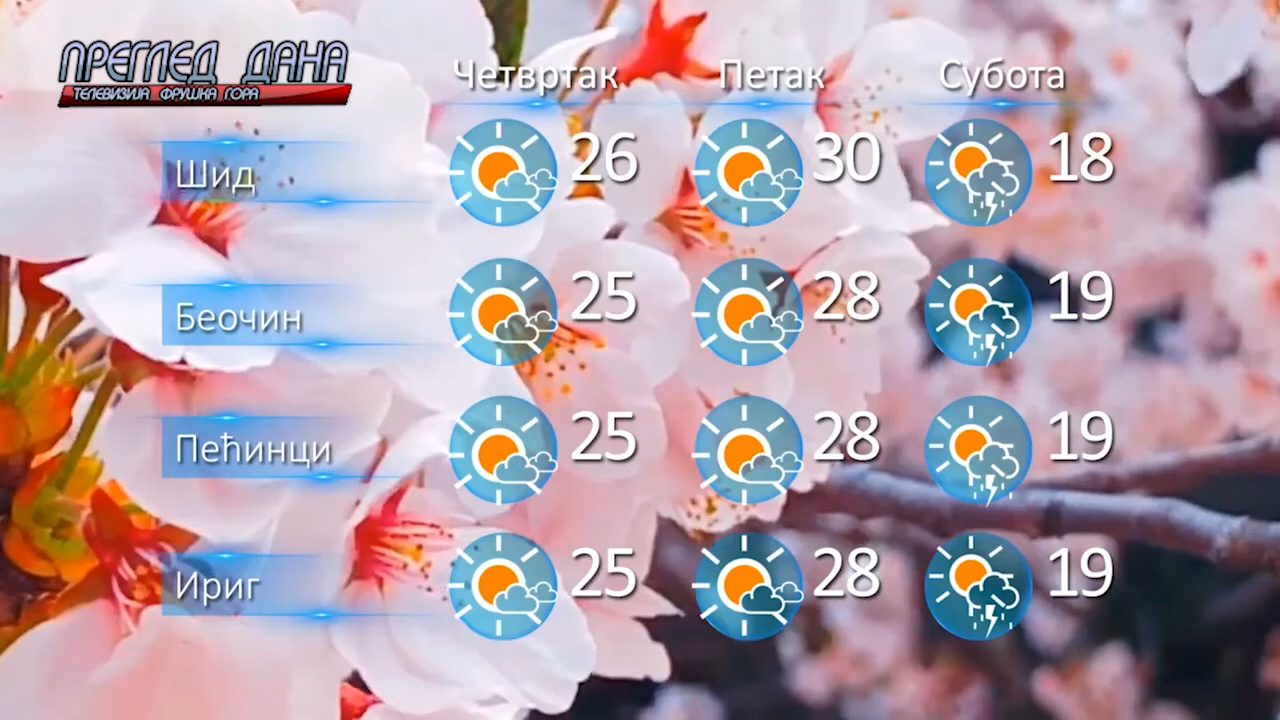 ПРЕГЛЕД ДАНА
ТЕЛЕВИЗИЈА ФРУШКА ГОРА
Четвртак Петак Субота
Шид 26 30 18
Беочин 25 28 19
Пећинци 25 28 19
Ириг 25 28 19